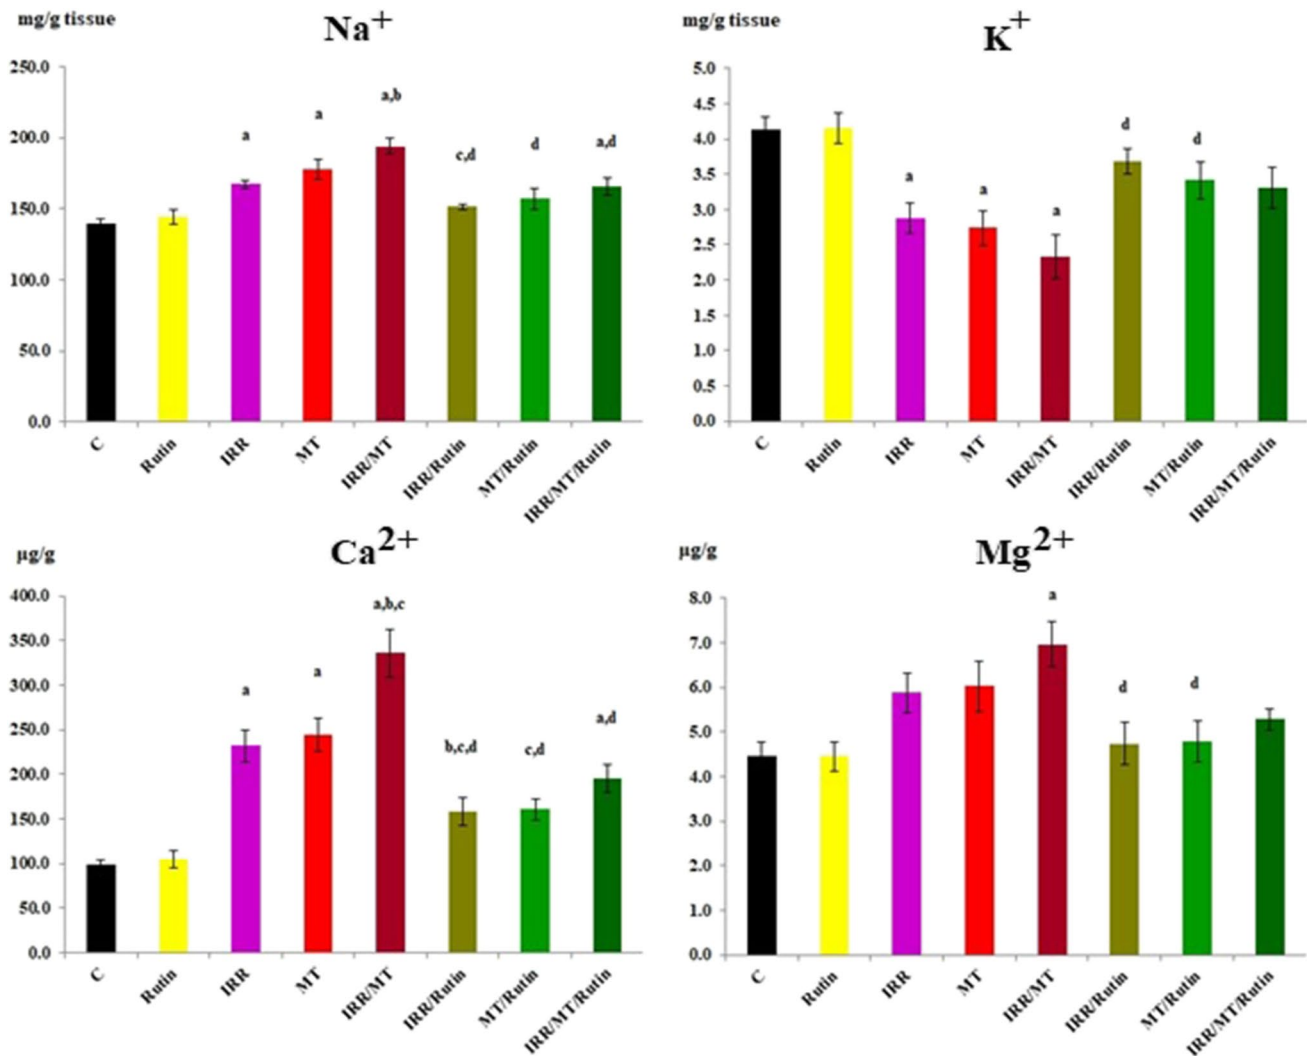 mg/g tissue
Na+
250.0
200.0
150.0
100.0
50.0
0.0
a
a
a,b
c,d
d
a,d
C
Rutin
IRR
MT
IRR/MT
IRR/Rutin
MT/Rutin
IRR/MT/Rutin
mg/g tissue
K+
5.0
4.5
4.0
3.5
3.0
2.5
2.0
1.5
1.0
0.5
0.0
a
a
a
d
d
C
Rutin
IRR
MT
IRR/MT
IRR/Rutin
MT/Rutin
IRR/MT/Rutin
µg/g
Ca2+
400.0
350.0
300.0
250.0
200.0
150.0
100.0
50.0
0.0
a
a
a,b,c
b,c,d
c,d
a,d
C
Rutin
IRR
MT
IRR/MT
IRR/Rutin
MT/Rutin
IRR/MT/Rutin
µg/g
Mg2+
8.0
7.0
6.0
5.0
4.0
3.0
2.0
1.0
0.0
a
d
d
C
Rutin
IRR
MT
IRR/MT
IRR/Rutin
MT/Rutin
IRR/MT/Rutin